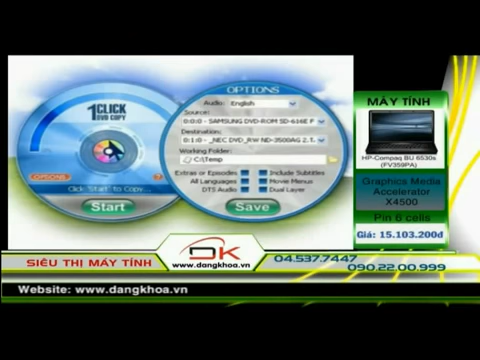 1CLICK
DVD COPY
OPTIONS
Click Start to Copy...
Start
OPTIONS
Audio: English
Source:
0:0:0 - SAMSUNG DVD-ROM SD-616E F
Destination:
0:1:0 - _NEC DVD_RW ND-3500AG 2.T
Working Folder:
C:\Temp
Extras or Episodes
Include Subtitles
All Languages
Movie Menus
DTS Audio
Dual Layer
Save
MÁY TÍNH
HP-Compaq BU 6530s
(FV359PA)
Graphics Media
Accelerator
X4500
Pin 6 cells
Giá: 15.103.200đ
SIÊU THỊ MÁY TÍNH
DK
www.dangkhoa.vn
04.537.7447
090.22.00.999
Website: www.dangkhoa.vn